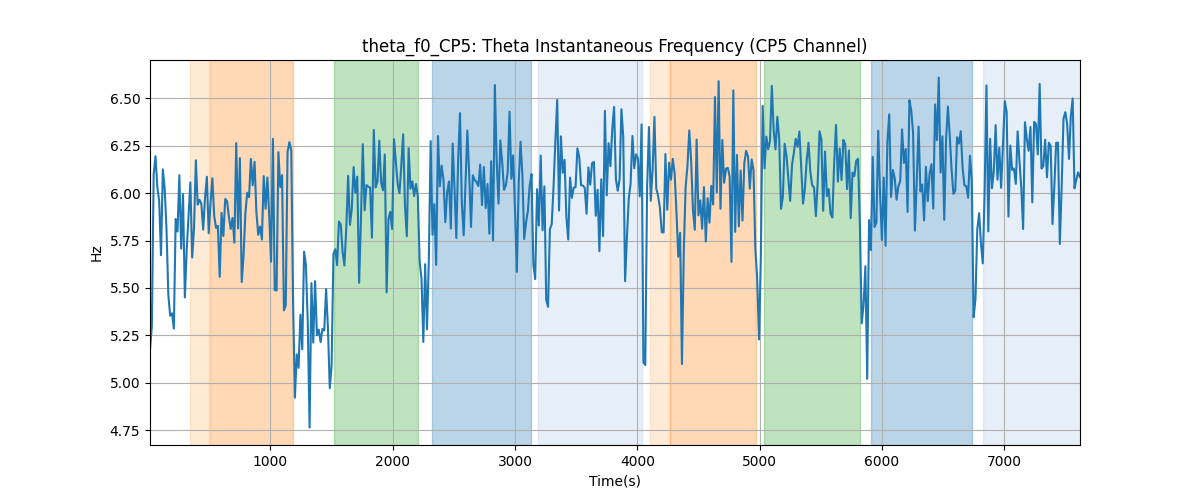 theta_f0_CP5: Theta Instantaneous Frequency (CP5 Channel)
Hz
6.50
6.25
6.00
5.75
5.50
5.25
5.00
4.75
1000 2000 3000 4000 5000 6000 7000
Time(s)